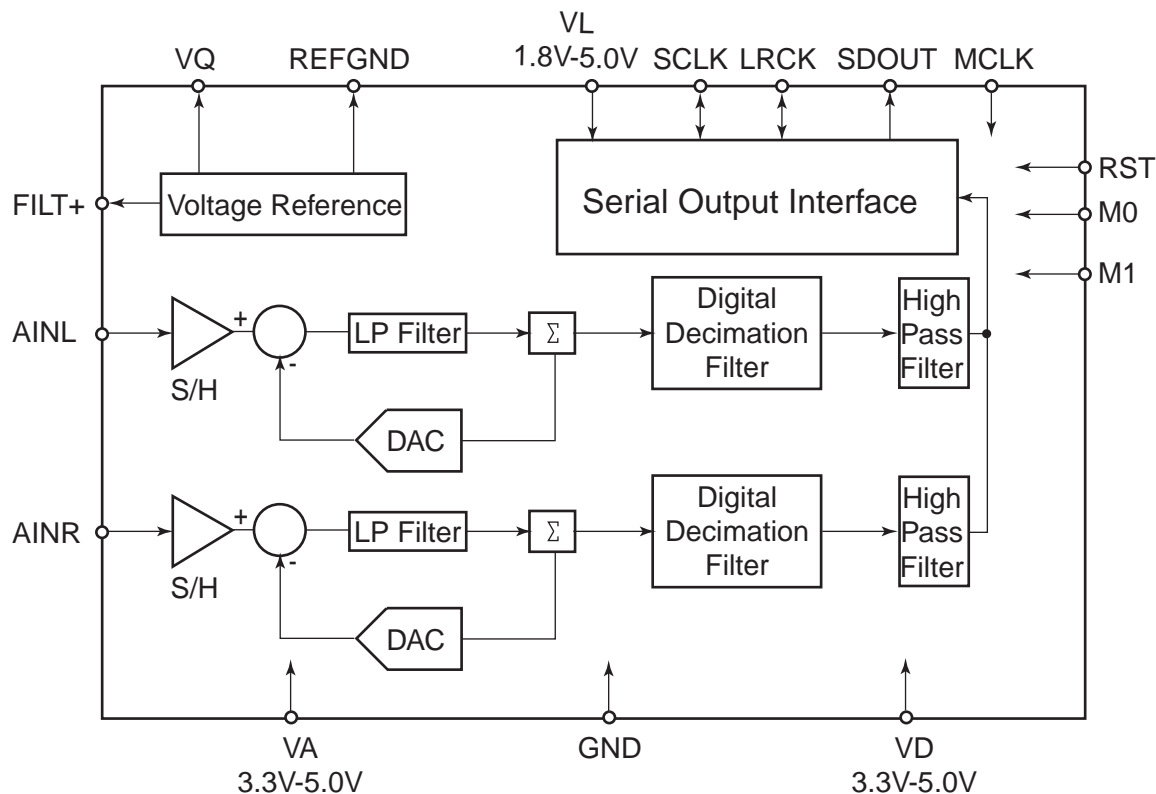 VL
VQ REFGND 1.8V-5.0V SCLK LRCK SDOUT MCLK
RST
FILT+ Voltage Reference Serial Output Interface M0
M1
AINL
+
-
S/H
LP Filter
Σ
DAC
Digital
Decimation
Filter
High
Pass
Filter
AINR
+
-
S/H
LP Filter
Σ
DAC
Digital
Decimation
Filter
High
Pass
Filter
VA
3.3V-5.0V
GND
VD
3.3V-5.0V